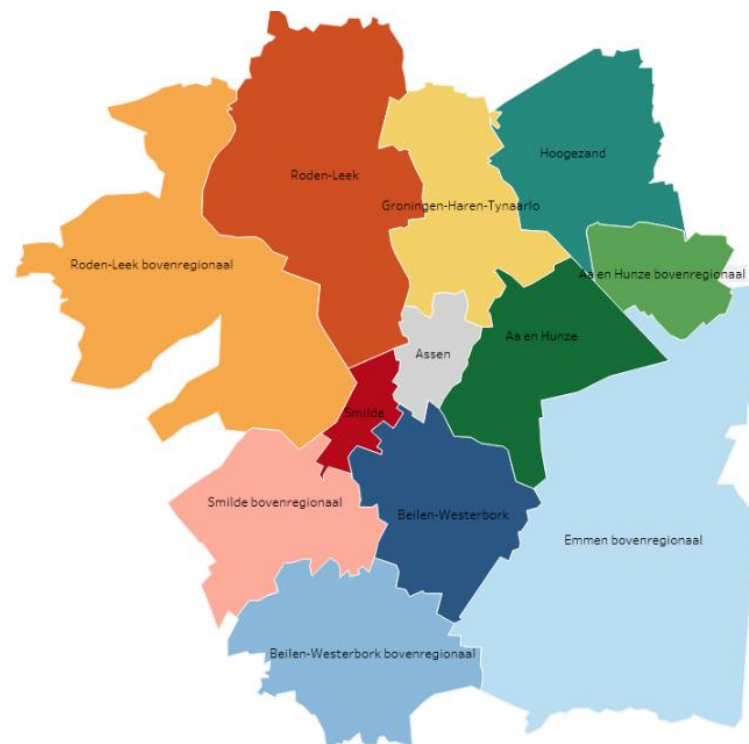 Hoogezand
Roden-Leek
Groningen-Haren-Tynaarlo
Roden-Leek bovenregionaal
Aa en Hunze bovenregionaal
Aa en Hunze
Assen
Smilde
Smilde bovenregionaal
Beilen-Westerbork
Emmen bovenregionaal
Beilen-Westerbork bovenregionaal